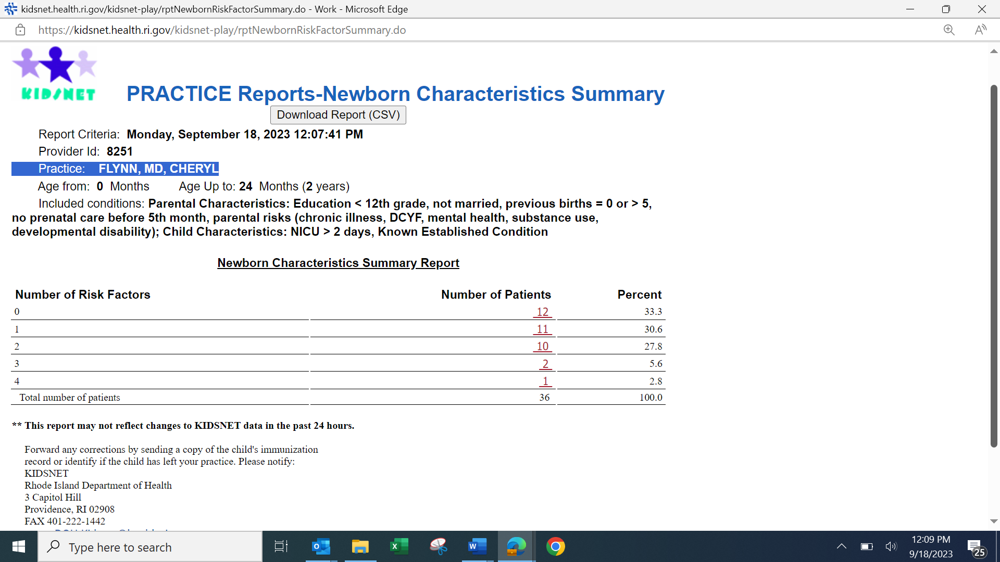 kidsnet.health.ri.gov/kidsnet-play/rptNewbornRiskFactorSummary.do - Work - Microsoft Edge
https://kidsnet.health.ri.gov/kidsnet-play/rptNewbornRiskFactorSummary.do
KIDSNET
PRACTICE Reports-Newborn Characteristics Summary
Download Report (CSV)
Report Criteria: Monday, September 18, 2023 12:07:41 PM
Provider Id: 8251
Practice: FLYNN, MD, CHERYL
Age from: 0 Months Age Up to: 24 Months (2 years)
Included conditions: Parental Characteristics: Education < 12th grade, not married, previous births = 0 or > 5,
no prenatal care before 5th month, parental risks (chronic illness, DCYF, mental health, substance use,
developmental disability); Child Characteristics: NICU > 2 days, Known Established Condition
Newborn Characteristics Summary Report
Number of Risk Factors Number of Patients Percent
0 12 33.3
1 11 30.6
2 10 27.8
3 2 5.6
4 1 2.8
Total number of patients 36 100.0
** This report may not reflect changes to KIDSNET data in the past 24 hours.
Forward any corrections by sending a copy of the child's immunization
record or identify if the child has left your practice. Please notify:
KIDSNET
Rhode Island Department of Health
3 Capitol Hill
Providence, RI 02908
FAX 401-222-1442
Type here to search
12:09 PM
9/18/2023
25